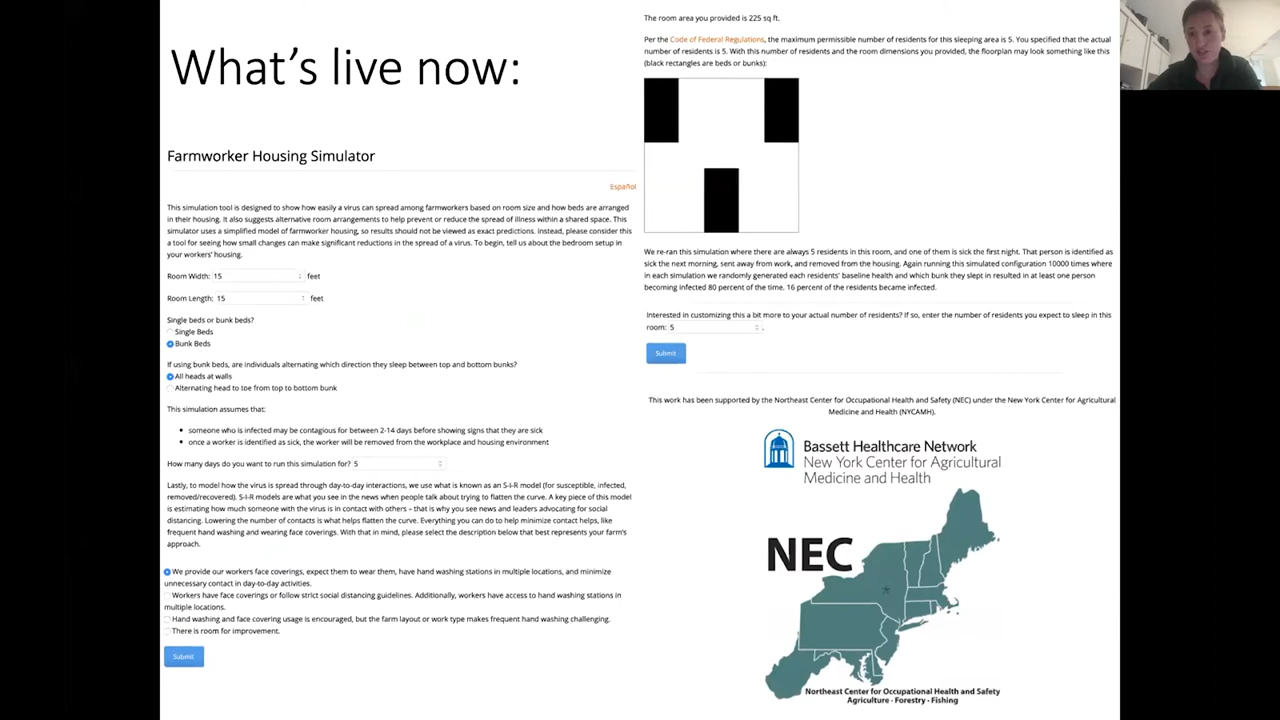 What's live now:
Farmworker Housing Simulator
Español
This simulation tool is designed to show how easily a virus can spread among farmworkers based on room size and how beds are
arranged in their housing. It also suggests alternative room arrangements to help prevent or reduce the spread of illness within a shared space. This
simulator uses a simplified model of farmworker housing, so results should not be viewed as exact predictions. Instead, please consider this
a tool for seeing how small changes can make significant reductions in the spread of a virus. To begin, tell us about the bedroom setup in
your workers' housing.
Room Width: 15 feet
Room Length: 15 feet
Single beds or bunk beds?
Single Beds
Bunk Beds
If using bunk beds, are individuals alternating which direction they sleep between top and bottom bunks?
All heads at walls
Alternating head to toe from top to bottom bunk
This simulation assumes that:
• someone who is infected may be contagious for between 2-14 days before showing signs that they are sick
• once a worker is identified as sick, the worker will be removed from the workplace and housing environment
How many days do you want to run this simulation for? 5
Lastly, to model how the virus is spread through day-to-day interactions, we use what is known as an S-I-R model (for susceptible, infected,
removed/recovered). S-I-R models are what you see in the news when people talk about trying to flatten the curve. A key piece of this model
is estimating how much someone with the virus is in contact with others – that is why you see news and leaders advocating for social
distancing. Lowering the number of contacts is what helps flatten the curve. Everything you can do to help minimize contact helps, like
frequent hand washing and wearing face coverings. With that in mind, please select the description below that best represents your farm's
approach.
We provide our workers face coverings, expect them to wear them, have hand washing stations in multiple locations, and minimize
unnecessary contact in day-to-day activities.
Workers have face coverings or follow strict social distancing guidelines. Additionally, workers have access to hand washing stations in
multiple locations.
Hand washing and face covering usage is encouraged, but the farm layout or work type makes frequent hand washing challenging.
There is room for improvement.
Submit
The room area you provided is 225 sq ft.
Per the Code of Federal Regulations, the maximum permissible number of residents for this sleeping area is 5. You specified that the actual
number of residents is 5. With this number of residents and the room dimensions you provided, the floorplan may look something like this
(black rectangles are beds or bunks):
We re-ran this simulation where there are always 5 residents in this room, and one of them is sick the first night. That person is identified as
sick the next morning, sent away from work, and removed from the housing. Again running this simulated configuration 10000 times where
in each simulation we randomly generated each residents' baseline health and which bunk they slept in resulted in at least one person
becoming infected 80 percent of the time. 16 percent of the residents became infected.
Interested in customizing this a bit more to your actual number of residents? If so, enter the number of residents you expect to sleep in this
room: 5 .
Submit
This work has been supported by the Northeast Center for Occupational Health and Safety (NEC) under the New York Center for Agricultural
Medicine and Health (NYCAMH).
Bassett Healthcare Network
New York Center for Agricultural
Medicine and Health
NEC
Northeast Center for Occupational Health and Safety
Agriculture · Forestry · Fishing